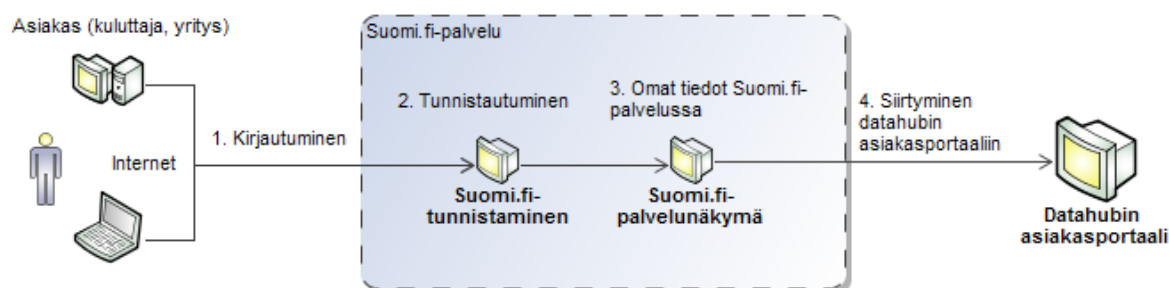 Asiakas (kuluttaja, yritys)
Internet
1. Kirjautuminen
Suomi.fi-palvelu
2. Tunnistautuminen
Suomi.fi-
tunnistaminen
3. Omat tiedot Suomi.fi-
palvelussa
Suomi.fi-
palvelunäkymä
4. Siirtyminen
datahubin
asiakasportaaliin
Datahubin
asiakasportaali